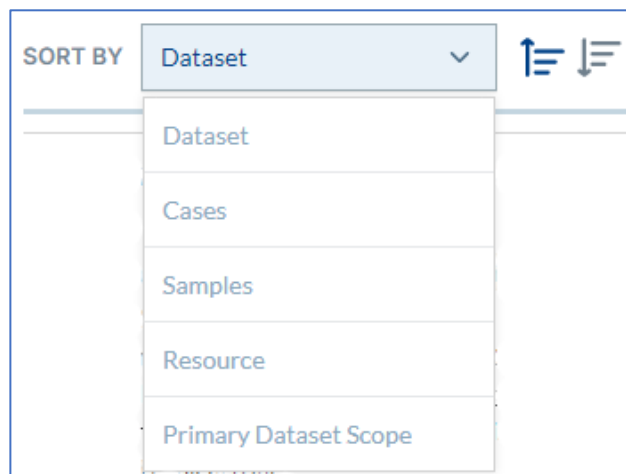 SORT BY Dataset
Dataset
Cases
Samples
Resource
Primary Dataset Scope